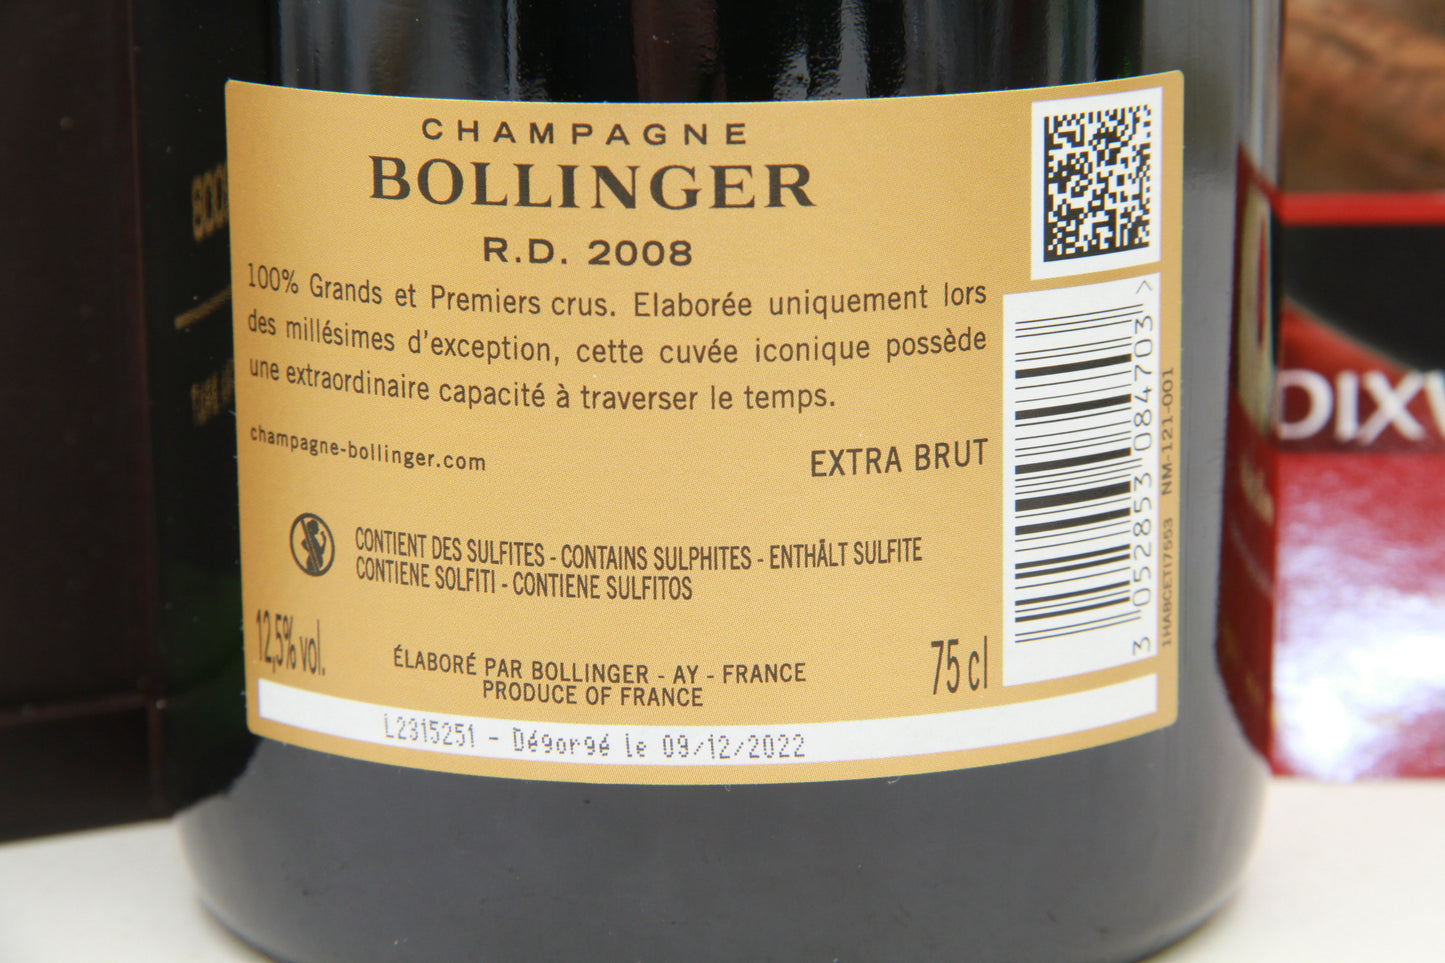 CHAMPAGNE
BOLLINGER
R.D. 2008
100% Grands et Premiers crus. Elaborée uniquement lors
des millésimes d'exception, cette cuvée iconique possède
une extraordinaire capacité à traverser le temps.
champagne-bollinger.com
EXTRA BRUT
CONTIENT DES SULFITES - CONTAINS SULPHITES - ENTHÄLT SULFITE
CONTIENE SOLFITI - CONTIENE SULFITOS
12,5% vol.
ÉLABORÉ PAR BOLLINGER - AY - FRANCE
PRODUCE OF FRANCE
75 cl
L2315251 - Dégorgé le 09/12/2022
3 052853 084703 >
1HABCET17553 NM-121-001
OIX